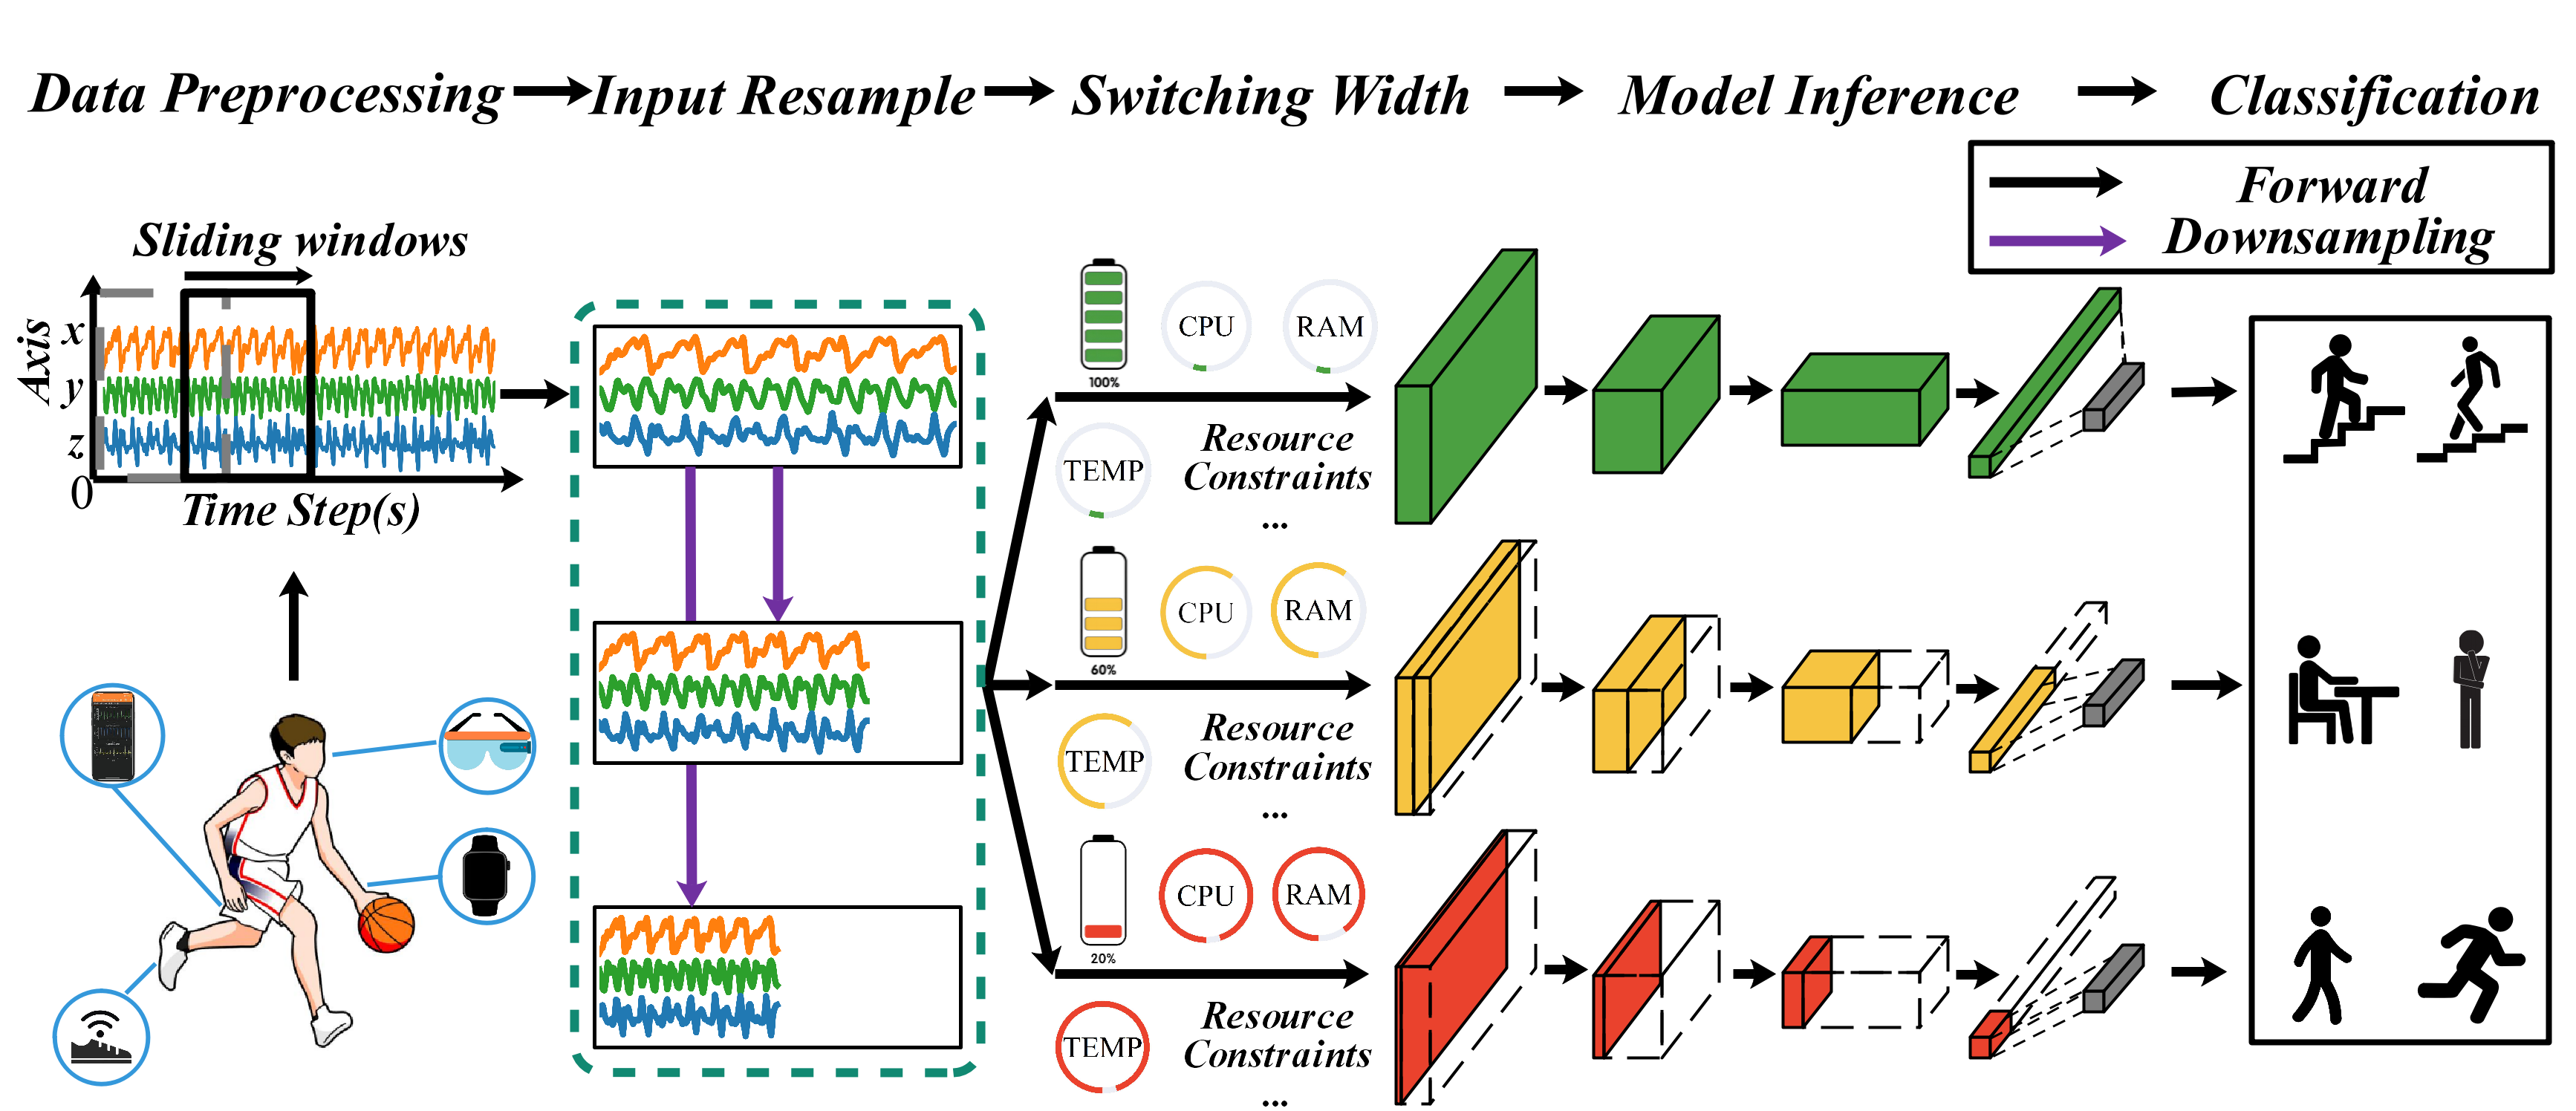 Data Preprocessing
Input Resample
Switching Width
Model Inference
Classification
Forward
Downsampling
Sliding windows
Axis
x
y
z
0
Time Step(s)
100%
CPU
RAM
TEMP
Resource
Constraints
...
60%
CPU
RAM
TEMP
Resource
Constraints
...
20%
CPU
RAM
TEMP
Resource
Constraints
...